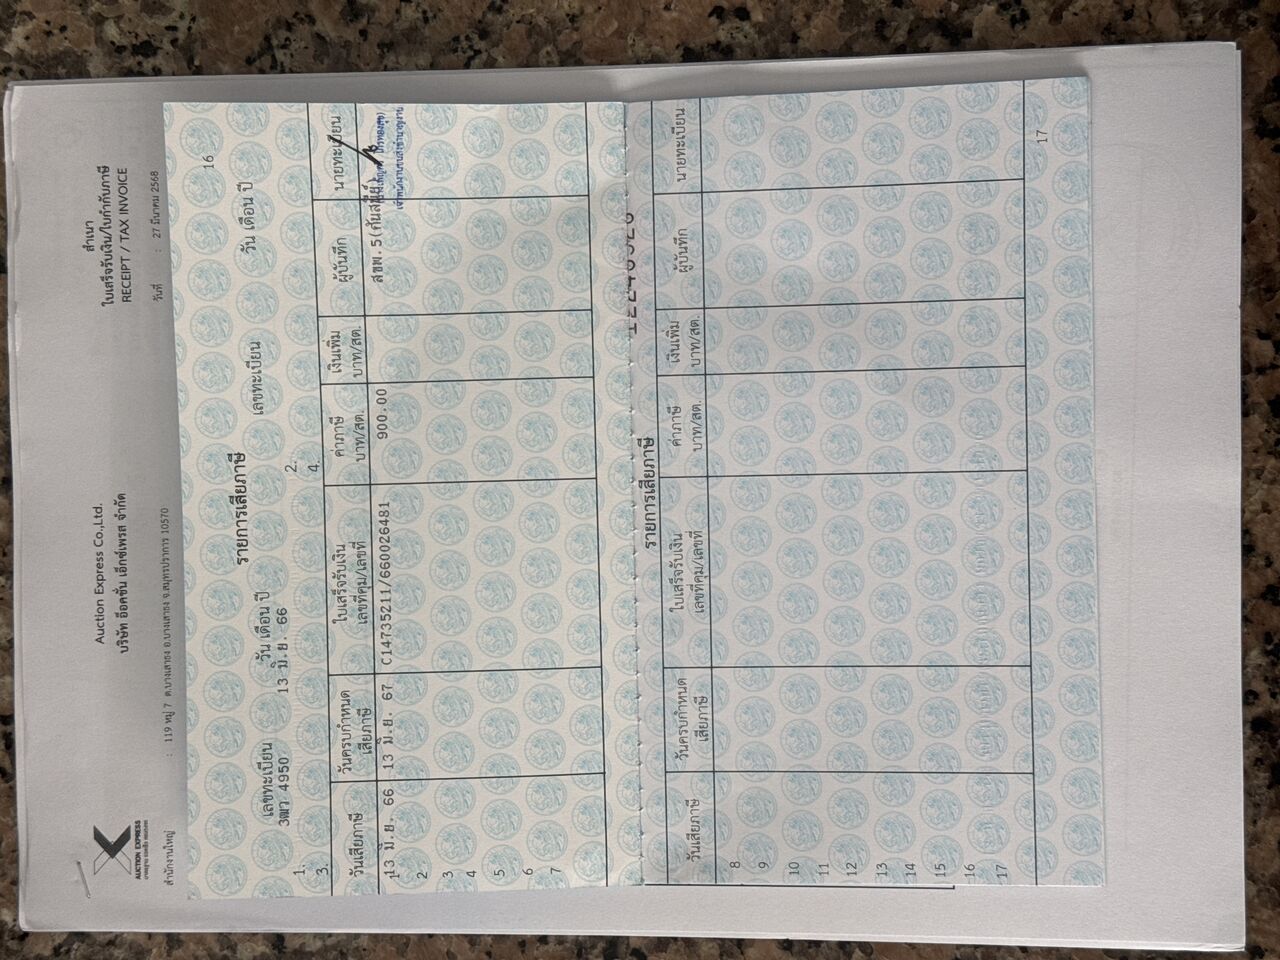 AUCTION EXPRESS
Auction Express Co.,Ltd.
บริษัท อ๊อคชั่น เอ็กซ์เพรส จำกัด
สำเนา
ใบเสร็จรับเงิน/ใบกำกับภาษี
RECEIPT / TAX INVOICE
สำนักงานใหญ่ : 119 หมู่ 7 ต.บางเสาธง อ.บางเสาธง จ.สมุทรปราการ 10570
วันที่ : 27 มีนาคม 2568
16
รายการเสียภาษี
เลขทะเบียน วัน เดือน ปี เลขทะเบียน วัน เดือน ปี
1. 3ฒว 4950 13 มิ.ย. 66 2.
3. 4.
วันเสียภาษี วันครบกำหนด ใบเสร็จรับเงิน ค่าภาษี เงินเพิ่ม ผู้บันทึก นายทะเบียน
เสียภาษี เลขที่คุม/เลขที่ บาท/สต. บาท/สต.
1 13 มิ.ย. 66 13 มิ.ย. 67 C14735211/660026481 900.00 สขพ.5
2
3
4
5
6
7
รายการเสียภาษี
วันเสียภาษี วันครบกำหนด ใบเสร็จรับเงิน ค่าภาษี เงินเพิ่ม ผู้บันทึก นายทะเบียน
เสียภาษี เลขที่คุม/เลขที่ บาท/สต. บาท/สต.
8
9
10
11
12
13
14
15
16
17
17